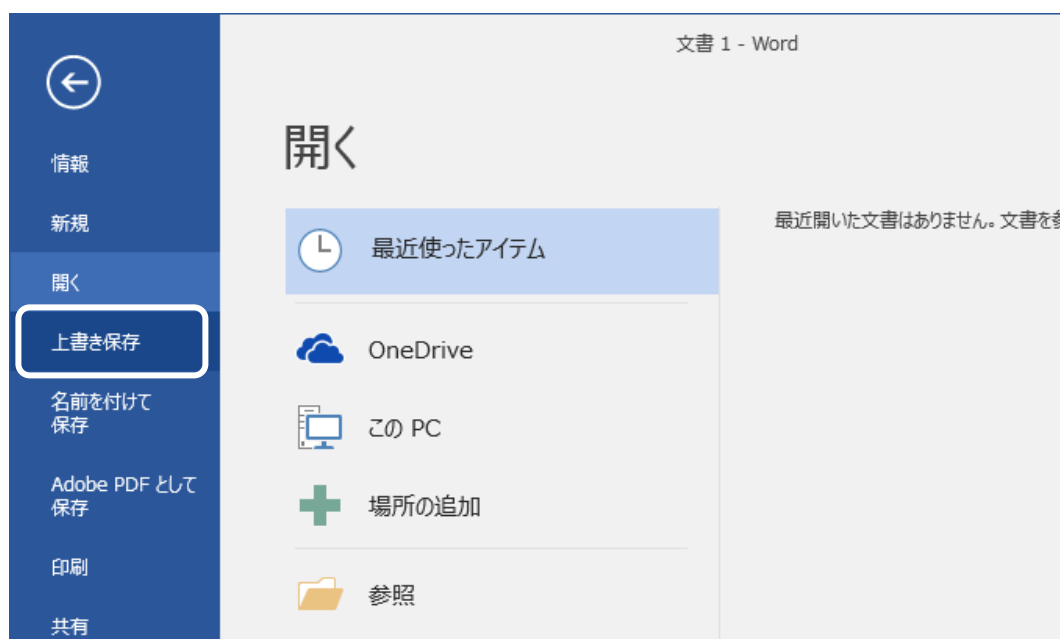 文書 1 - Word
情報
新規
開く
上書き保存
名前を付けて
保存
Adobe PDF として
保存
印刷
共有
開く
最近使ったアイテム
OneDrive
この PC
場所の追加
参照
最近開いた文書はありません。文書を参